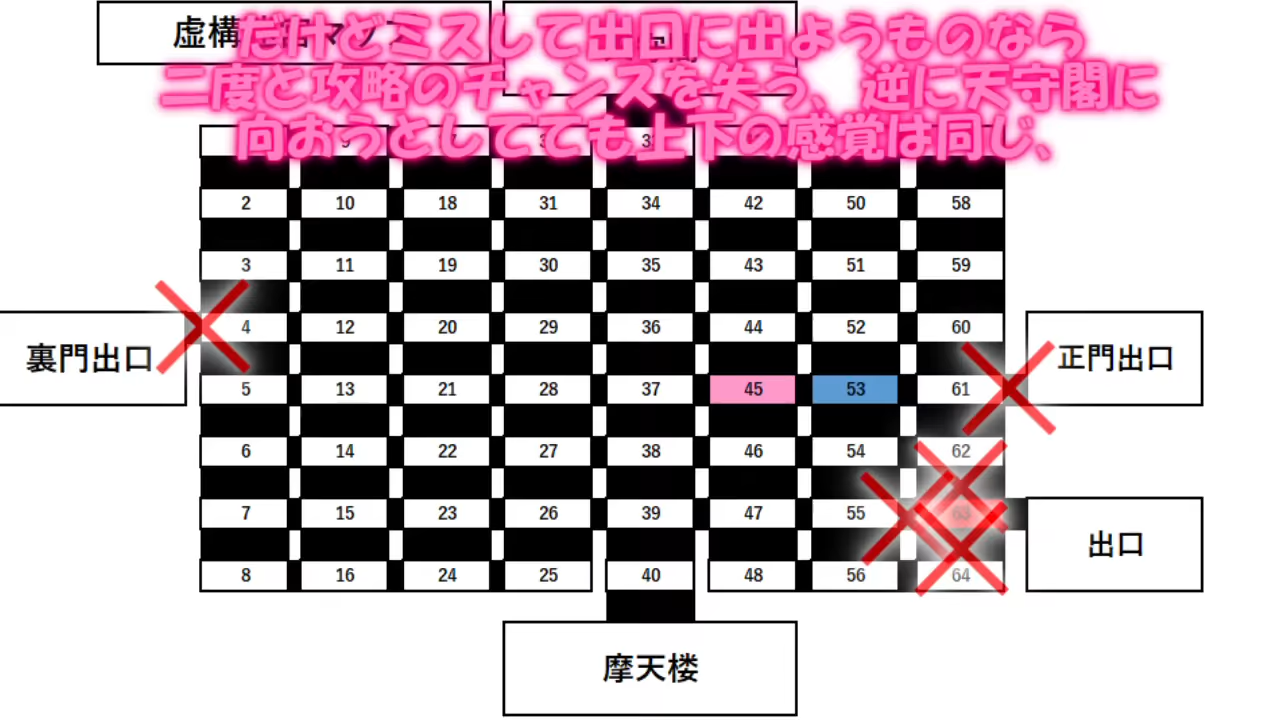 だけどミスして出口に出ようものなら
二度と攻略のチャンスを失う、逆に天守閣に
向おうとしてても上下の感覚は同じ、
虚構
2 10 18 31 34 42 50 58
3 11 19 30 35 43 51 59
4 12 20 29 36 44 52 60
裏門出口
正門出口
5 13 21 28 37 45 53 61
6 14 22 27 38 46 54 62
7 15 23 26 39 47 55
出口
8 16 24 25 40 48 56 64
摩天楼